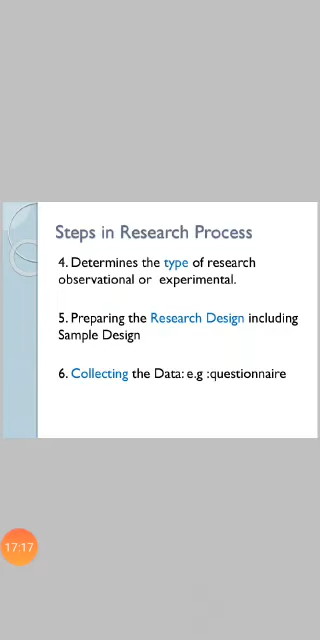 Steps in Research Process
4. Determines the type of research
observational or experimental.
5. Preparing the Research Design including
Sample Design
6. Collecting the Data: e.g :questionnaire
17:17